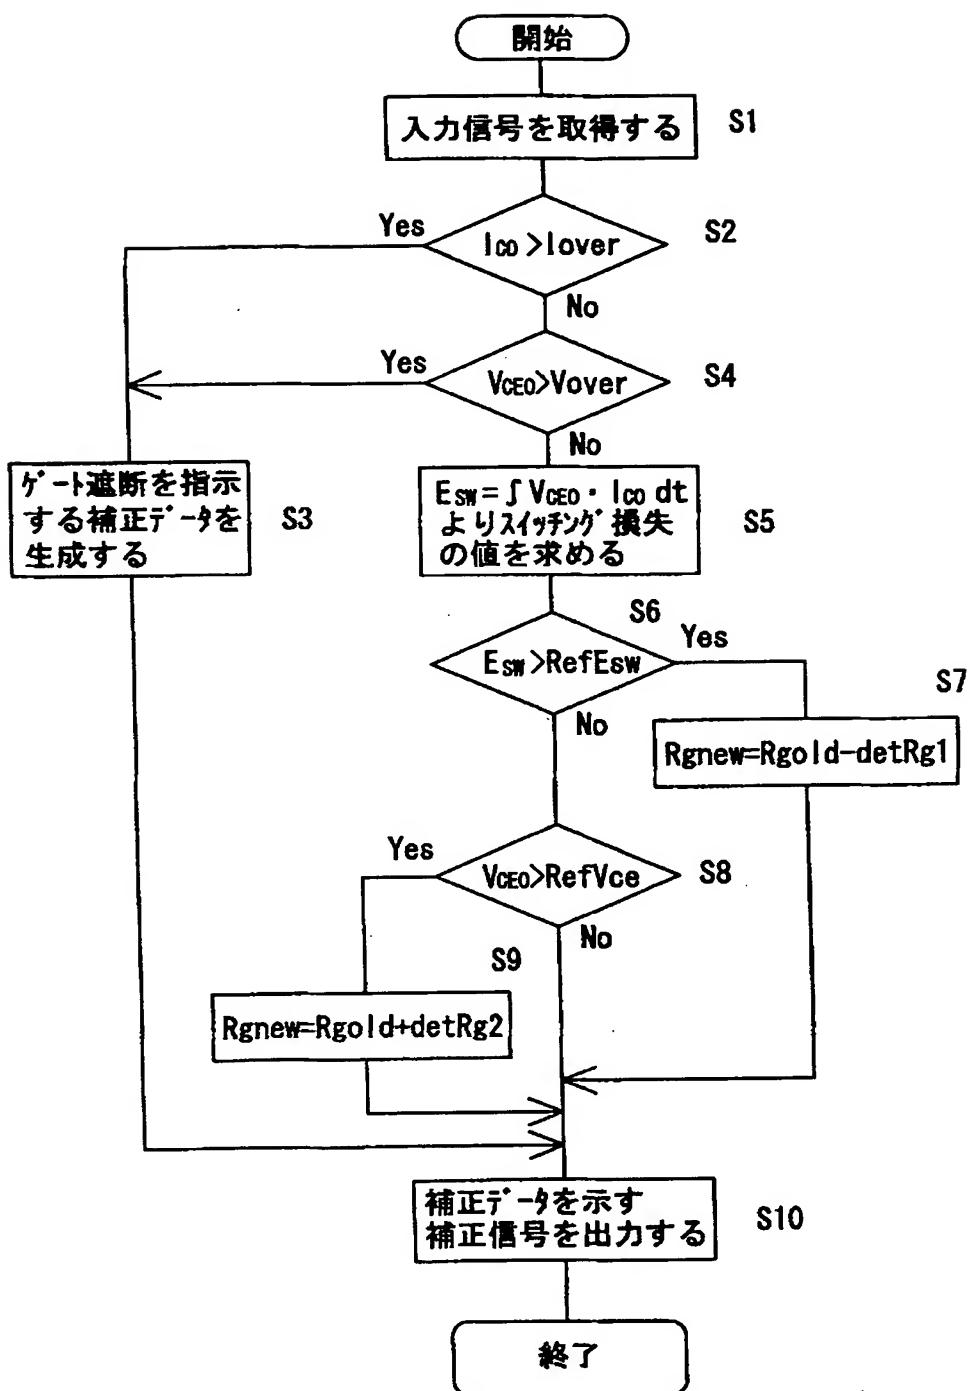 開始
入力信号を取得する
S1
Yes
Ico >Iover
S2
No
Yes
VCEO>Vover
S4
No
ゲート遮断を指示
する補正データを
生成する
S3
Esw=∫VCEO・Ico dt
よりスイッチング損失
の値を求める
S5
S6
Esw>RefEsw
Yes
No
S7
Rgnew=Rgold-detRg1
Yes
VCEO>RefVce
S8
No
S9
Rgnew=Rgold+detRg2
補正データを示す
補正信号を出力する
S10
終了